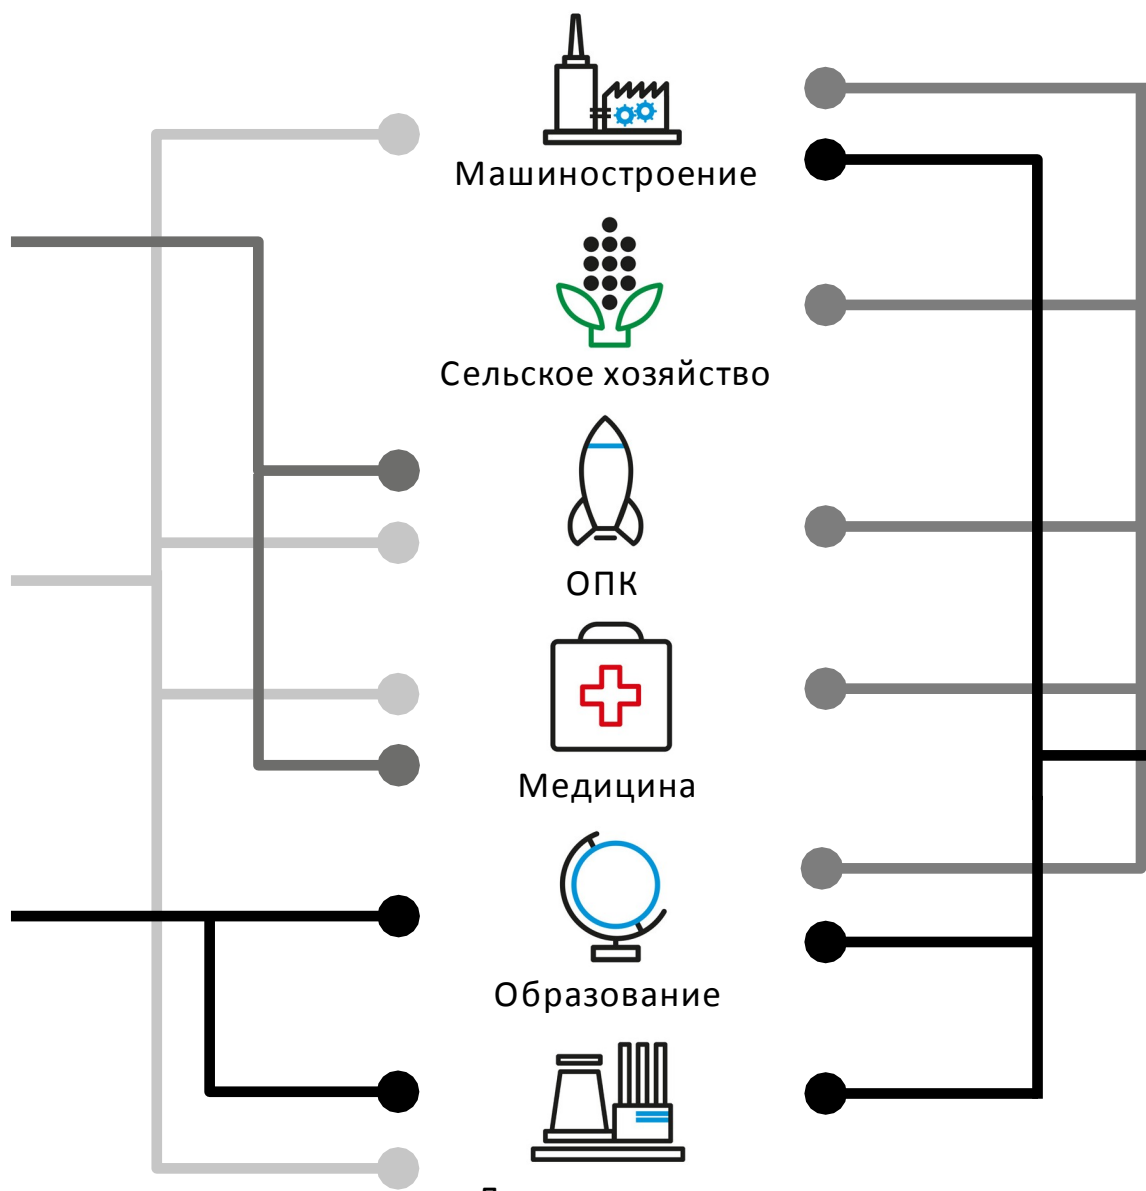 Машиностроение
Сельское хозяйство
ОПК
Медицина
Образование